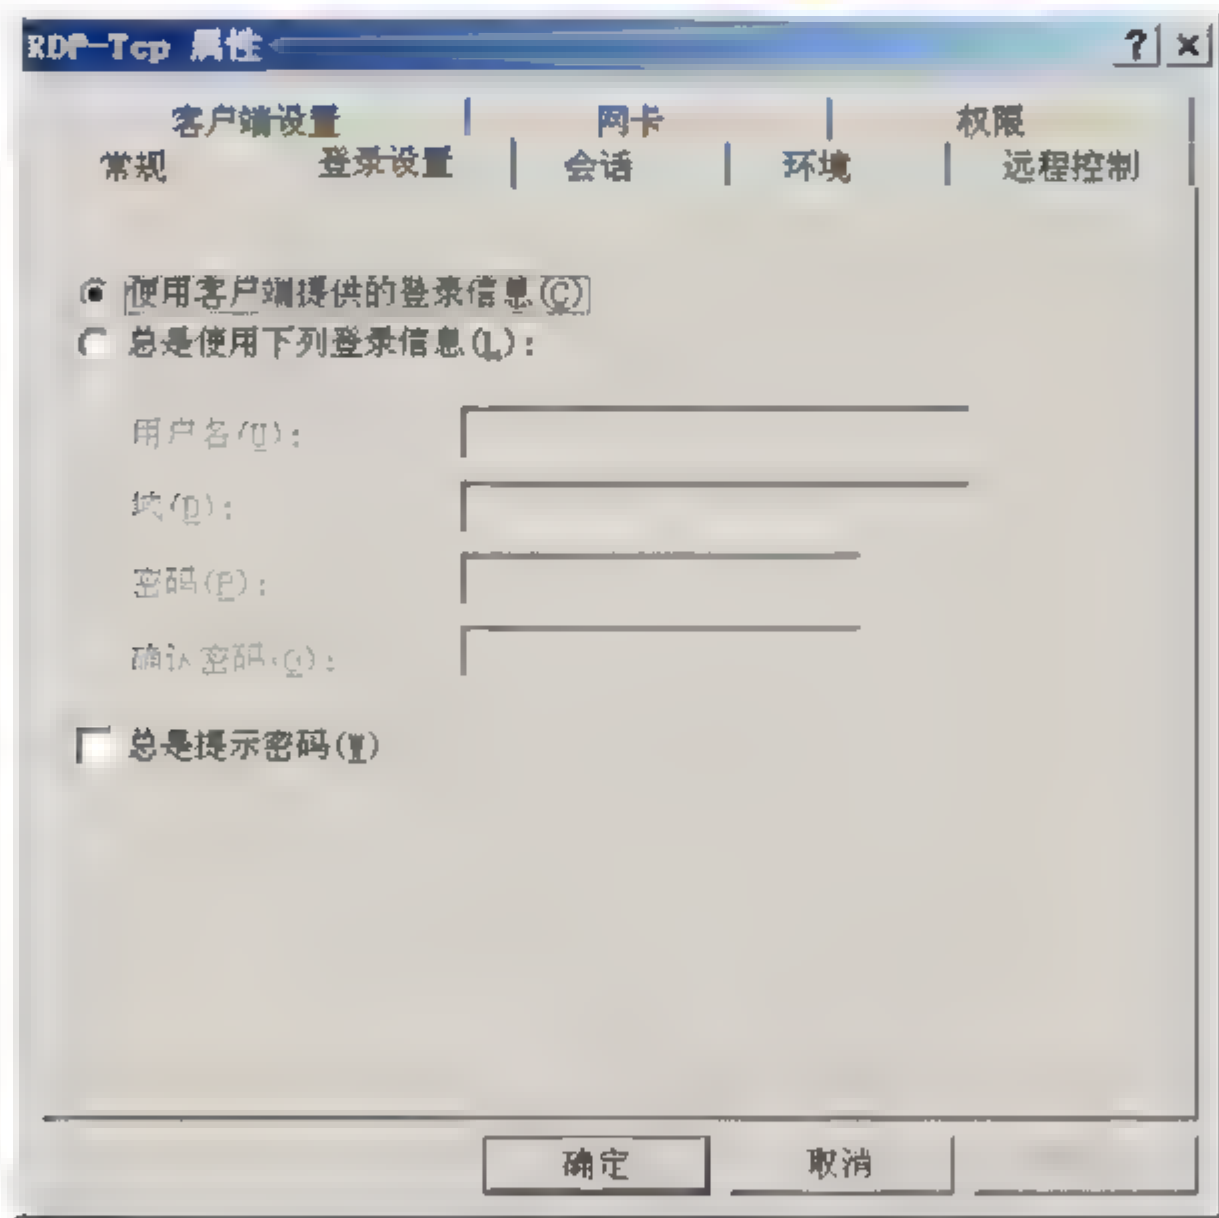 RDP-Tcp 属性
客户端设置 网卡 权限
常规 登录设置 会话 环境 远程控制
使用客户端提供的登录信息(C)
总是使用下列登录信息(L):
用户名(U):
域(D):
密码(P):
确认密码(O):
总是提示密码(W)
确定 取消